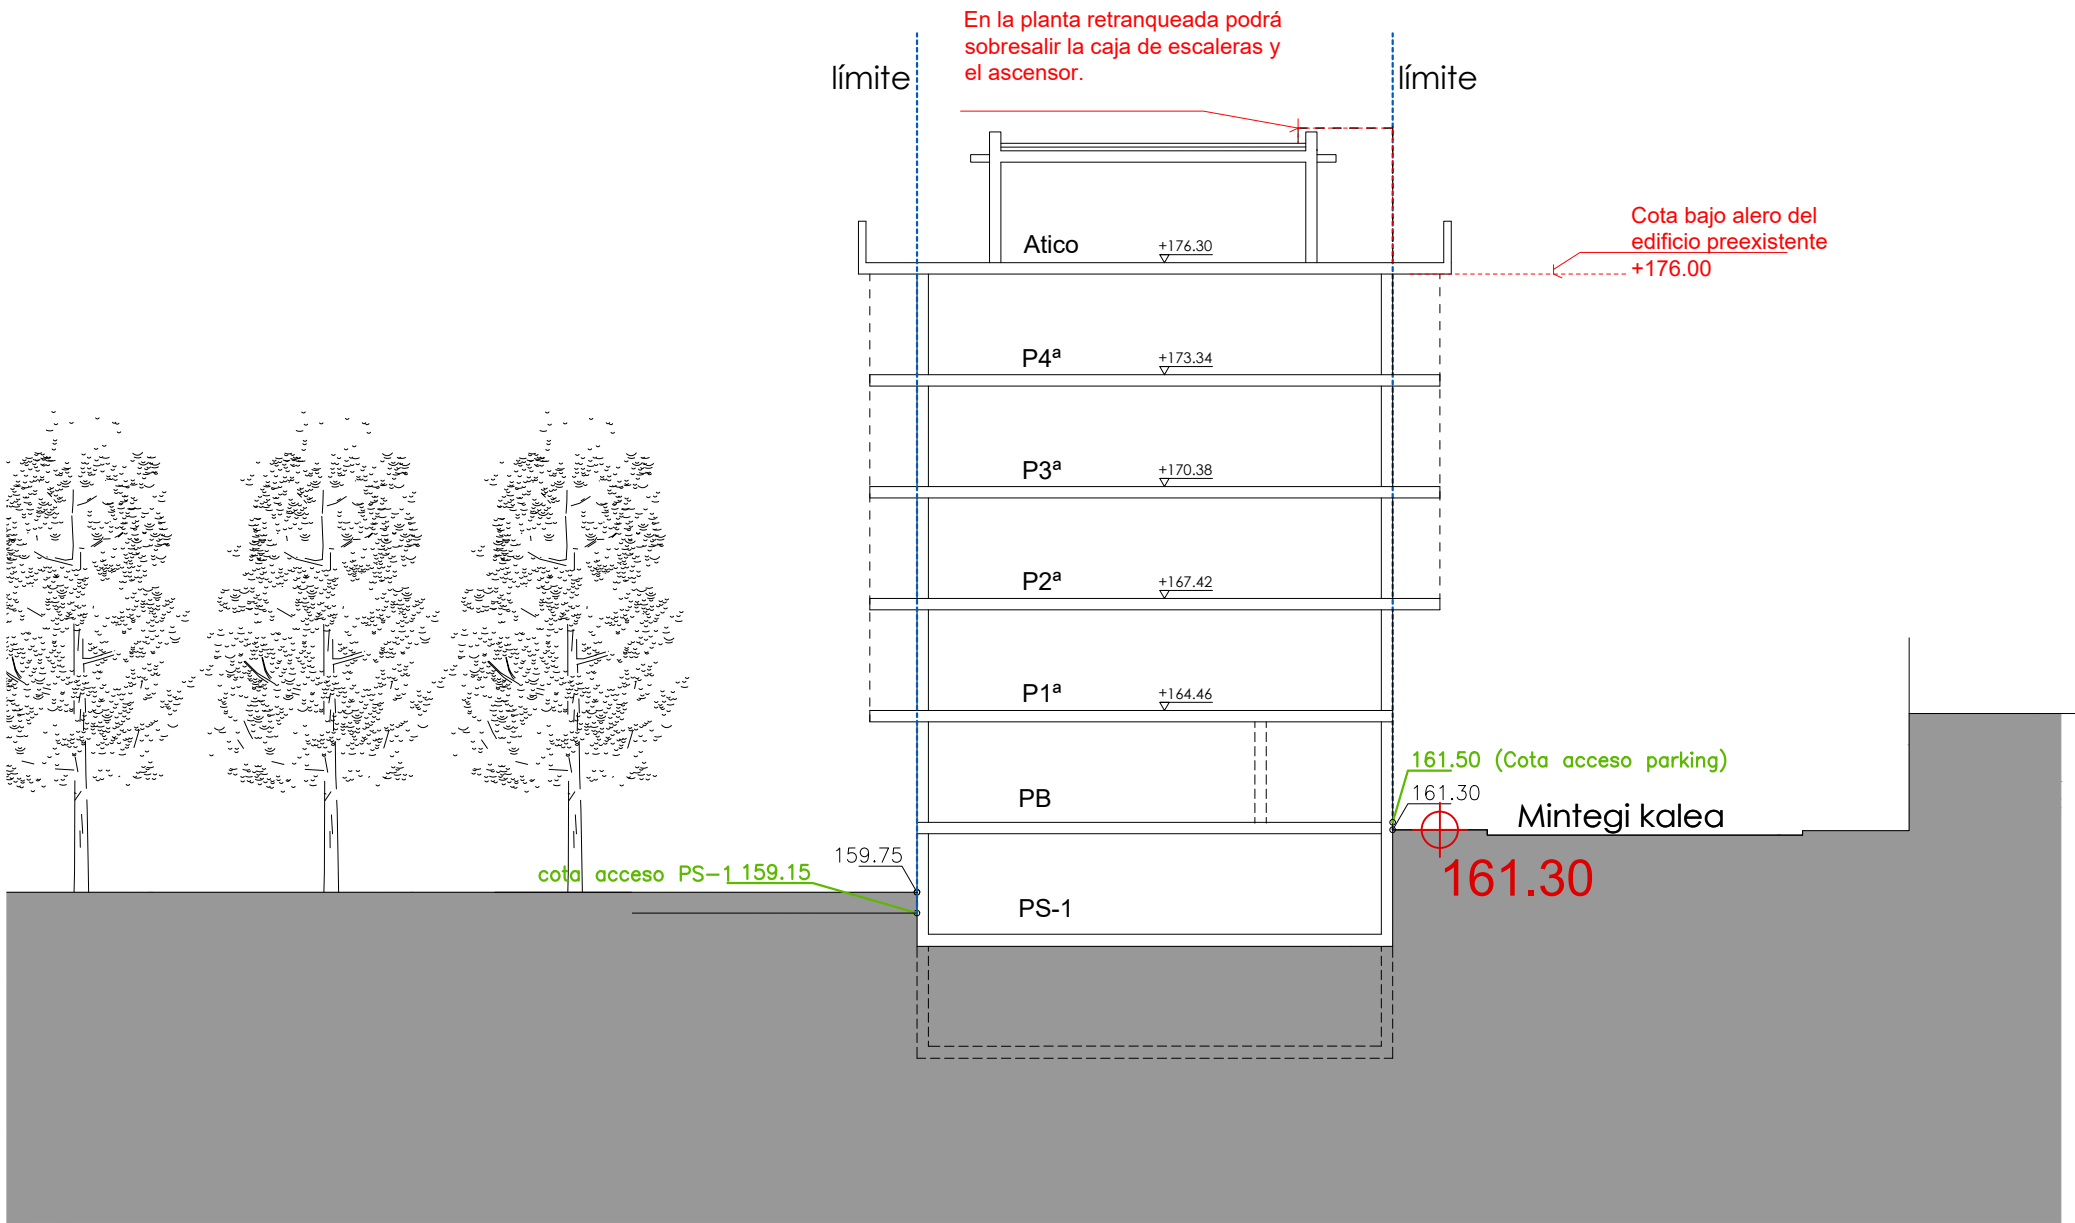 En la planta retranqueada podrá
sobresalir la caja de escaleras y
el ascensor.
límite
límite
Cota bajo alero del
edificio preexistente
+176.00
Atico
+176.30
P4ª
+173.34
P3ª
+170.38
P2ª
+167.42
P1ª
+164.46
161.50 (Cota acceso parking)
161.30
PB
Mintegi kalea
159.75
cota acceso PS-1 159.15
161.30
PS-1